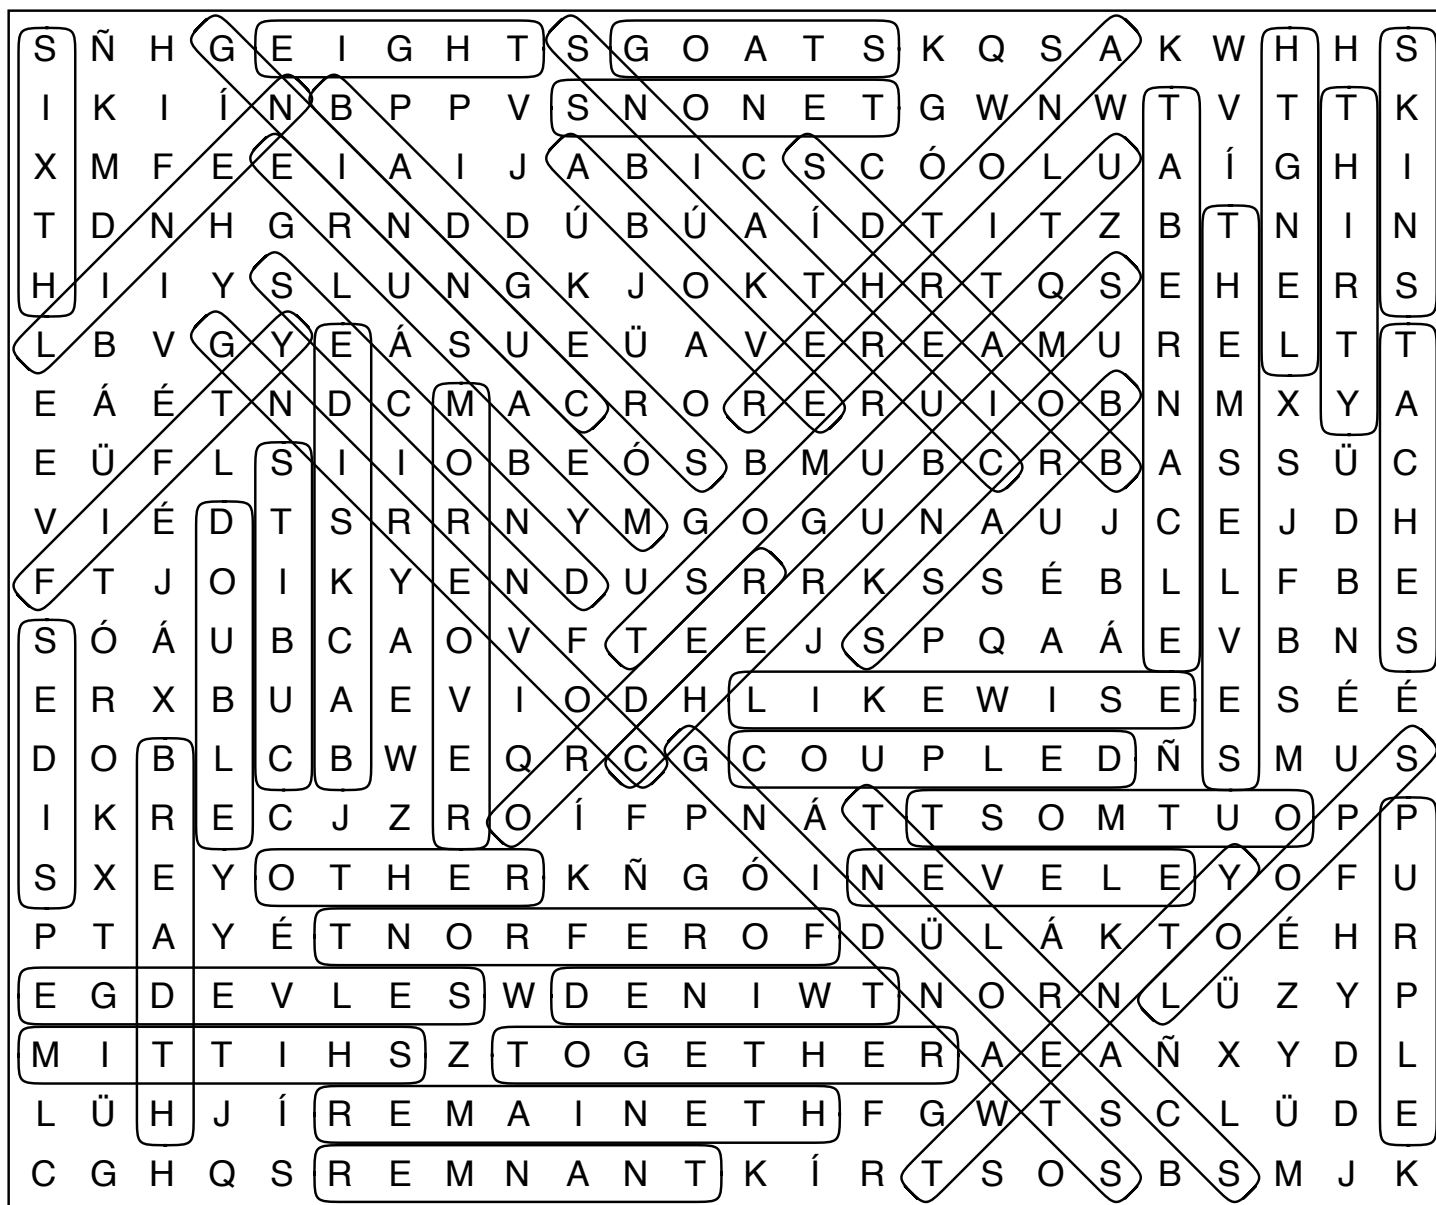 S Ñ H G E I G H T S G O A T S K Q S A K W H H S
I K I Í N B P P V S N O N E T G W N W T V T T K
X M F E E I A I J A B I C S C Ó O L U A Í G H I
T D N H G R N D D Ú B Ú A Í D T I T Z B T N I N
H I I Y S L U N G K J O K T H R T Q S E H E R S
L B V G Y E Á S U E Ü A V E R E A M U R E L T T
E Á É T N D C M A C R O R E R U I O B N M X Y A
E Ü F L S I I O B E Ó S B M U B C R B A S S Ü C
V I É D T S R R N Y M G O G U N A U J C E J D H
F T J O I K Y E N D U S R R K S S É B L L F B E
S Ó Á U B C A O V F T E E J S P Q A Á E V B N S
E R X B U A E V I O D H L I K E W I S E E S É É
D O B L C B W E Q R C G C O U P L E D Ñ S M U S
I K R E C J Z R O Í F P N Á T T S O M T U O P P
S X E Y O T H E R K Ñ G Ó I N E V E L E Y O F U
P T A Y É T N O R F E R O F D Ü L Á K T O É H R
E G D E V L E S W D E N I W T N O R N L Ü Z Y P
M I T T I H S Z T O G E T H E R A E A Ñ X Y D L
L Ü H J Í R E M A I N E T H F G W T S C L Ü D E
C G H Q S R E M N A N T K Í R T S O S B S M J K